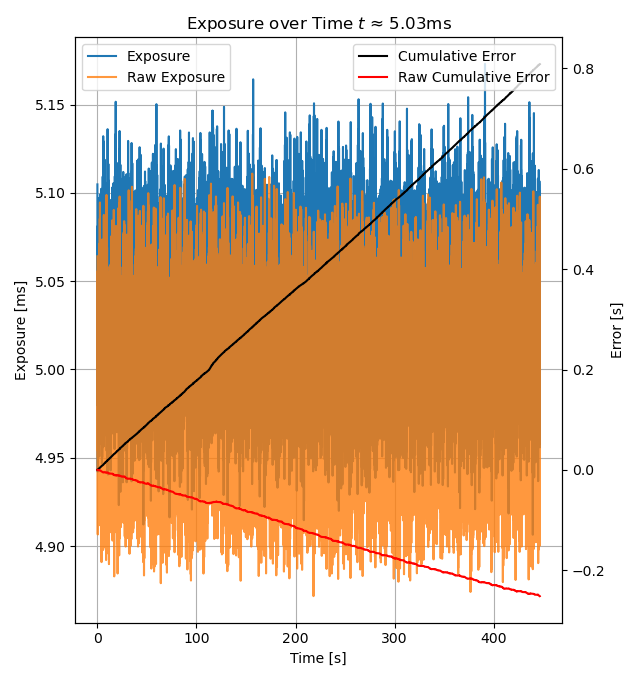 Exposure over Time t ≈ 5.03ms
Exposure
Raw Exposure
Cumulative Error
Raw Cumulative Error
5.15
5.10
5.05
5.00
4.95
4.90
Exposure [ms]
0.8
0.6
0.4
0.2
0.0
−0.2
Error [s]
0 100 200 300 400
Time [s]